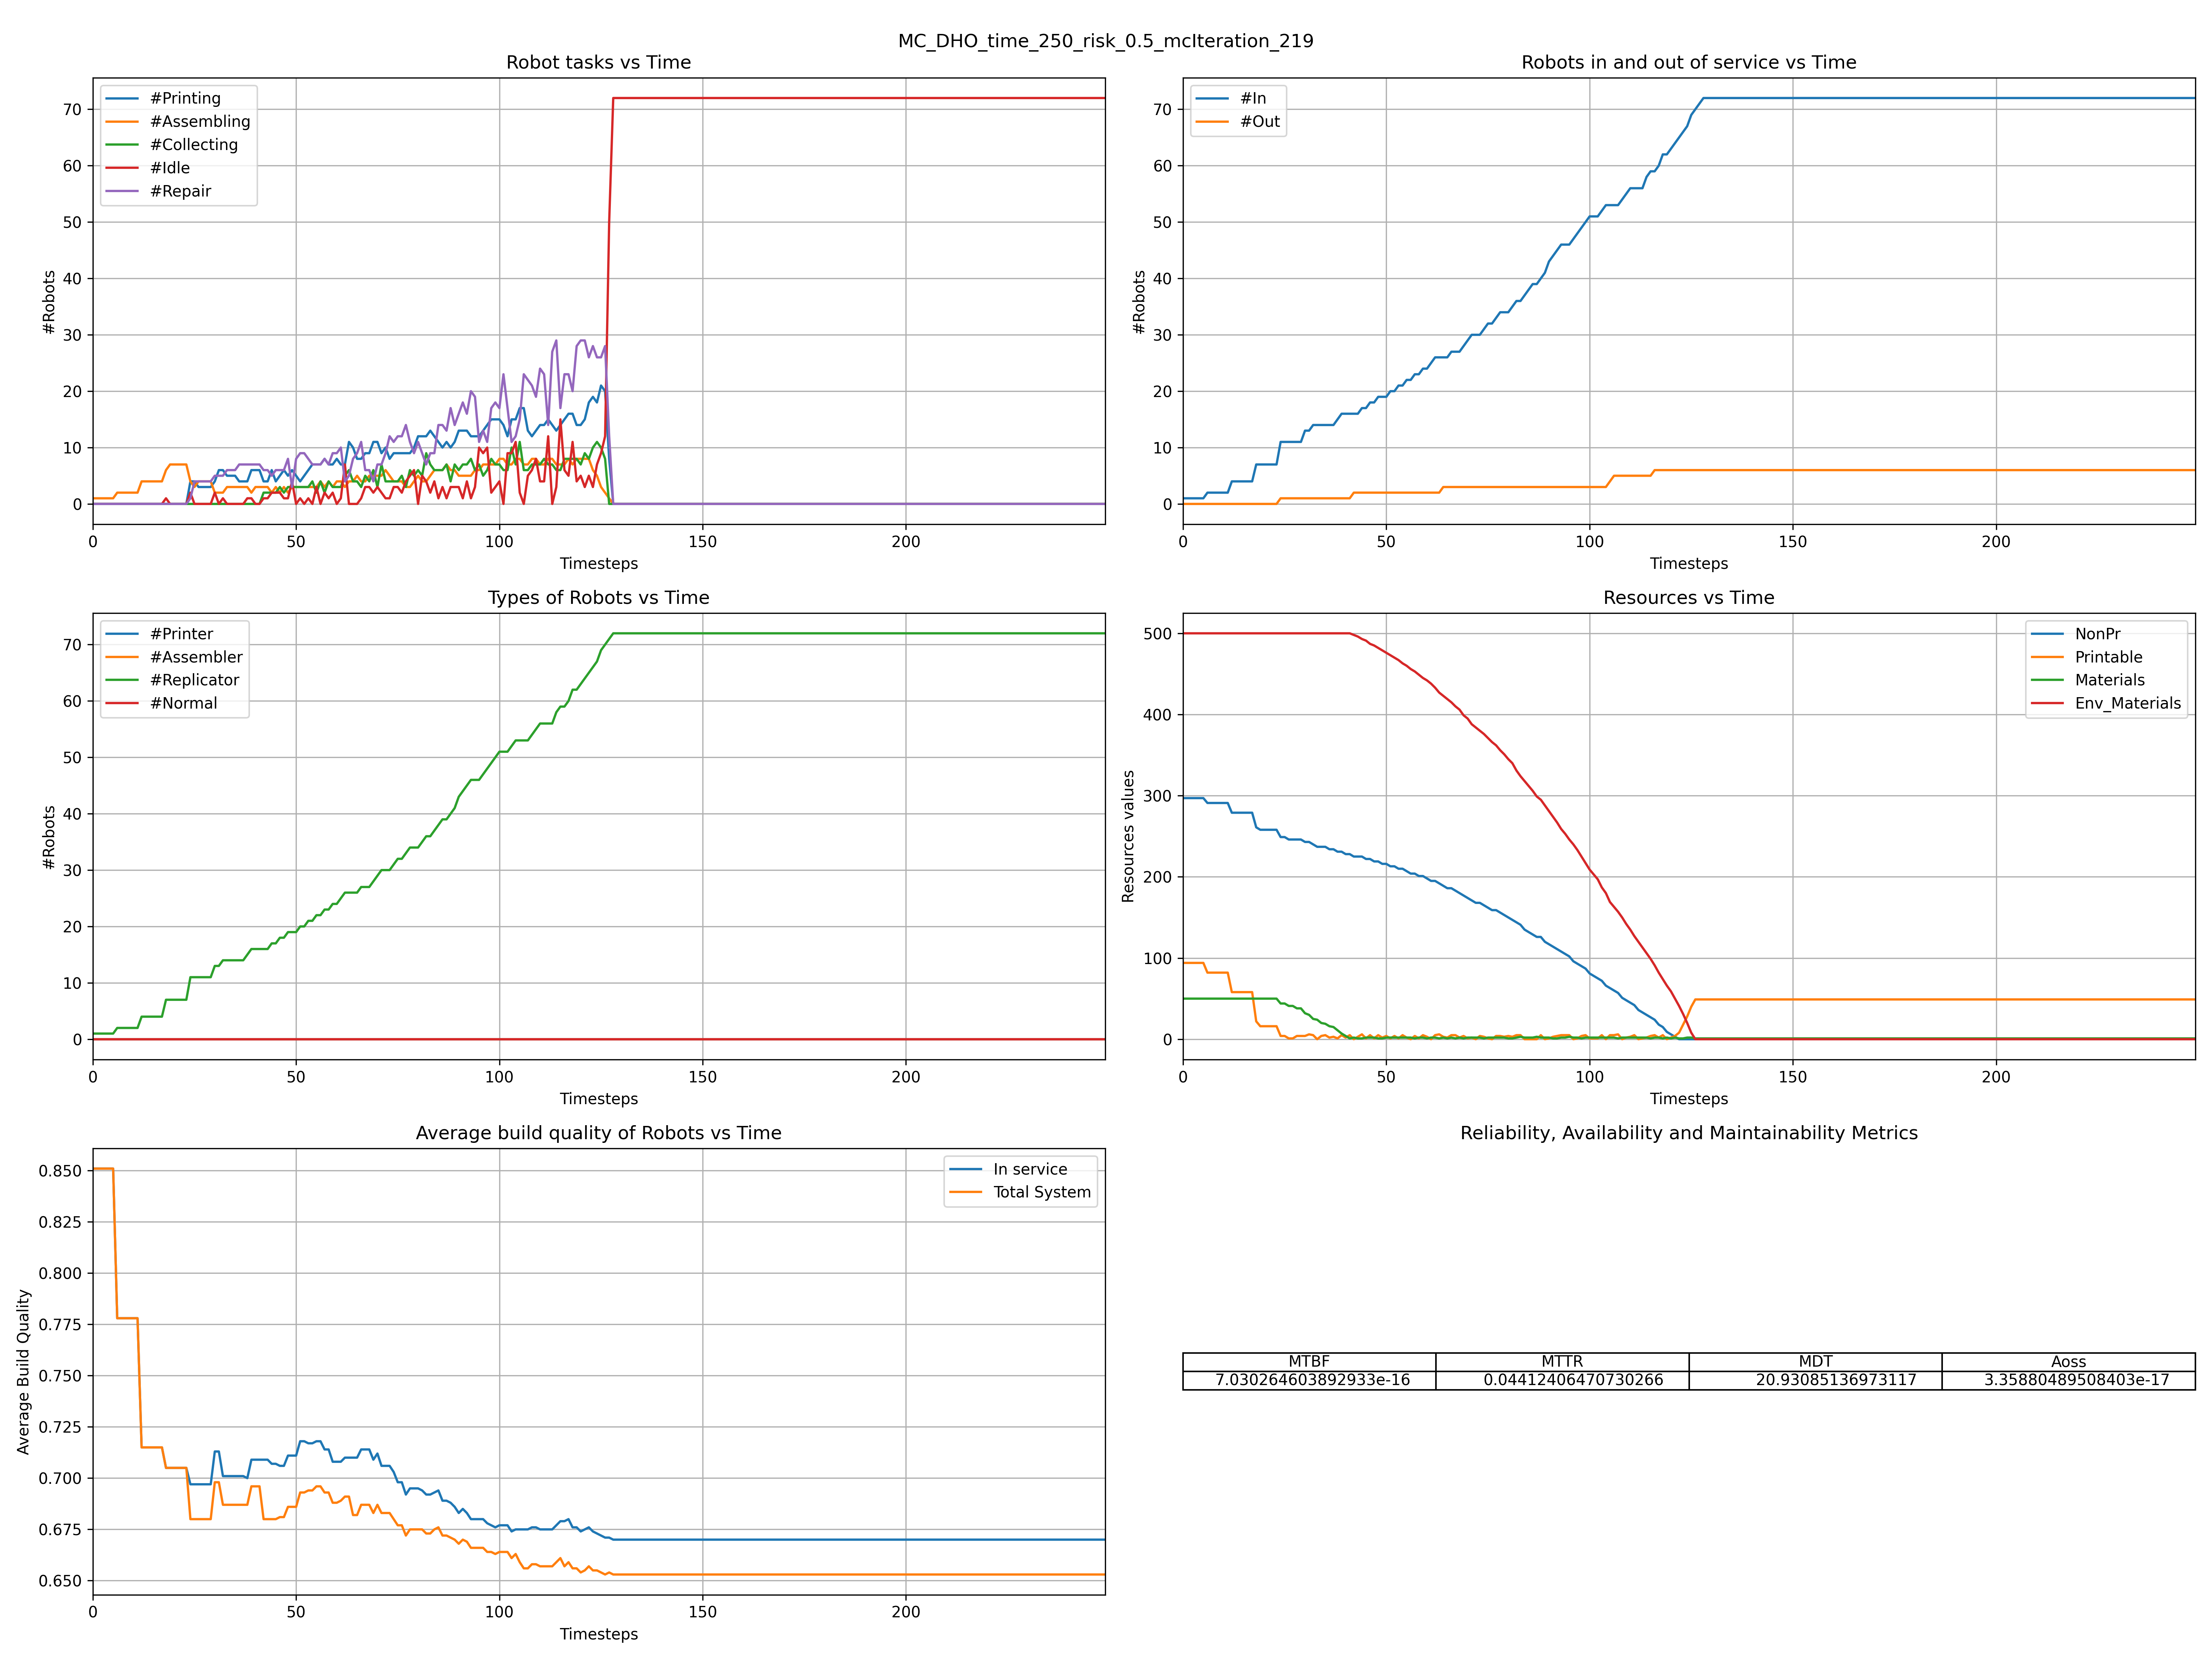 MC_DHO_time_250_risk_0.5_mcIteration_219
Robot tasks vs Time
#Robots
70
60
50
40
30
20
10
0
#Printing
#Assembling
#Collecting
#Idle
#Repair
0 50 100 150 200
Timesteps
Robots in and out of service vs Time
#Robots
70
60
50
40
30
20
10
0
#In
#Out
0 50 100 150 200
Timesteps
Types of Robots vs Time
#Robots
70
60
50
40
30
20
10
0
#Printer
#Assembler
#Replicator
#Normal
0 50 100 150 200
Timesteps
Resources vs Time
Resources values
500
400
300
200
100
0
NonPr
Printable
Materials
Env_Materials
0 50 100 150 200
Timesteps
Average build quality of Robots vs Time
Average Build Quality
0.850
0.825
0.800
0.775
0.750
0.725
0.700
0.675
0.650
In service
Total System
0 50 100 150 200
Timesteps
Reliability, Availability and Maintainability Metrics
MTBF MTTR MDT Aoss
7.030264603892933e-16 0.04412406470730266 20.93085136973117 3.35880489508403e-17